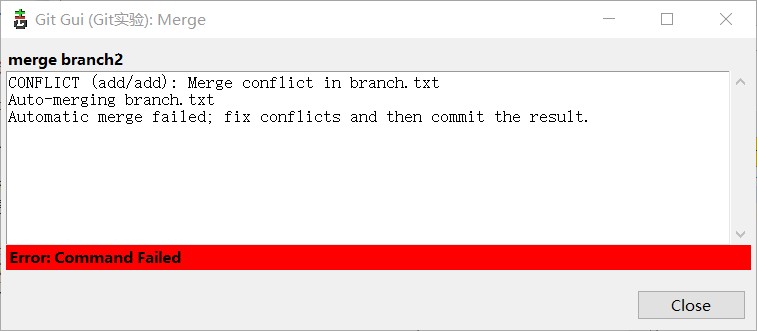 Git Gui (Git实验): Merge
merge branch2
CONFLICT (add/add): Merge conflict in branch.txt
Auto-merging branch.txt
Automatic merge failed; fix conflicts and then commit the result.
Error: Command Failed
Close